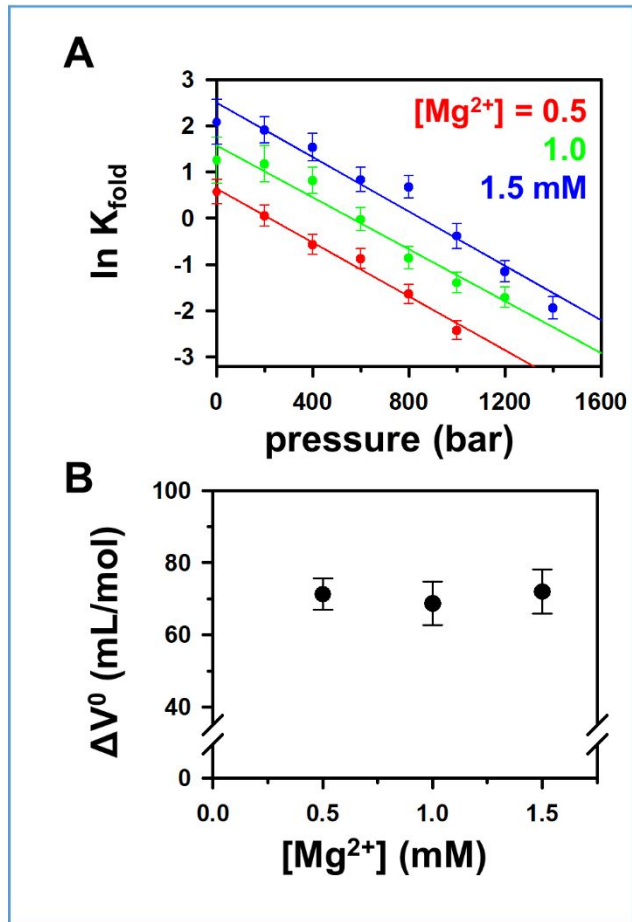 A
[Mg²⁺] = 0.5
1.0
1.5 mM
3
2
1
0
-1
-2
-3
ln K_fold
0 400 800 1200 1600
pressure (bar)
B
100
80
60
40
0
ΔV⁰ (mL/mol)
0.0 0.5 1.0 1.5
[Mg²⁺] (mM)